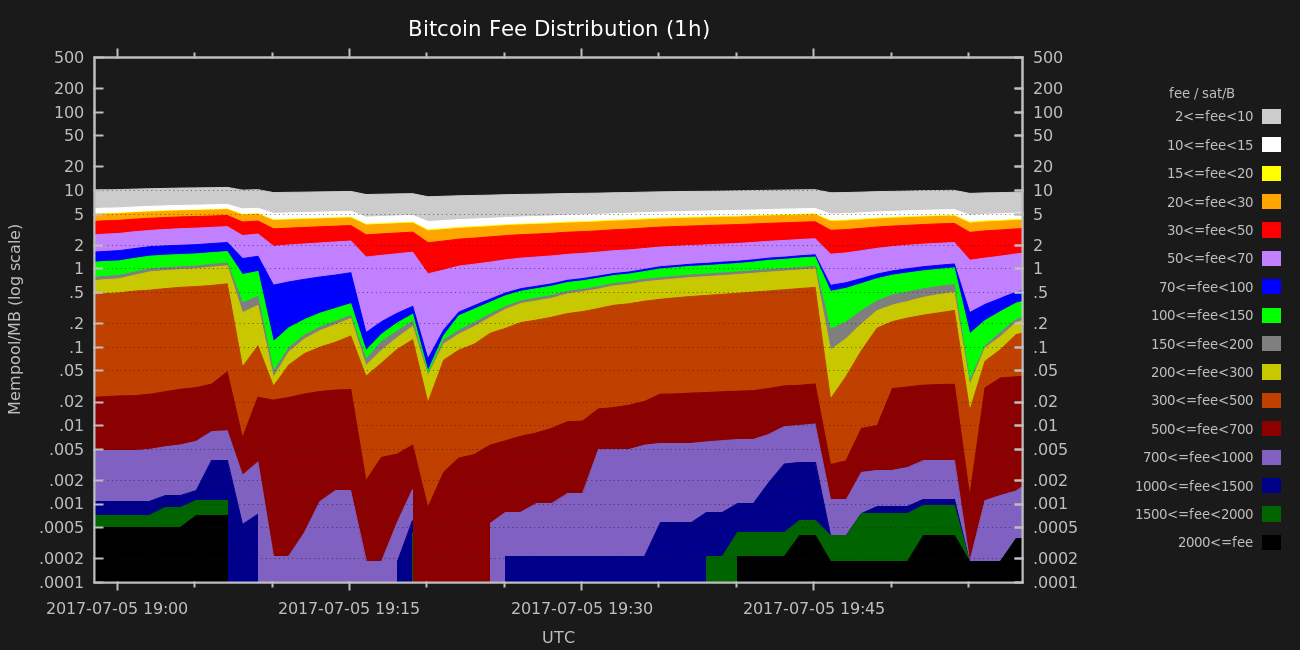 Bitcoin Fee Distribution (1h)
500
200
100
50
20
10
5
2
1
.5
.2
.1
.05
.02
.01
.005
.002
.001
.0005
.0002
.0001
Mempool/MB (log scale)
500
200
100
50
20
10
5
2
1
.5
.2
.1
.05
.02
.01
.005
.002
.001
.0005
.0002
.0001
2017-07-05 19:00
2017-07-05 19:15
2017-07-05 19:30
2017-07-05 19:45
UTC
fee / sat/B
2<=fee<10
10<=fee<15
15<=fee<20
20<=fee<30
30<=fee<50
50<=fee<70
70<=fee<100
100<=fee<150
150<=fee<200
200<=fee<300
300<=fee<500
500<=fee<700
700<=fee<1000
1000<=fee<1500
1500<=fee<2000
2000<=fee